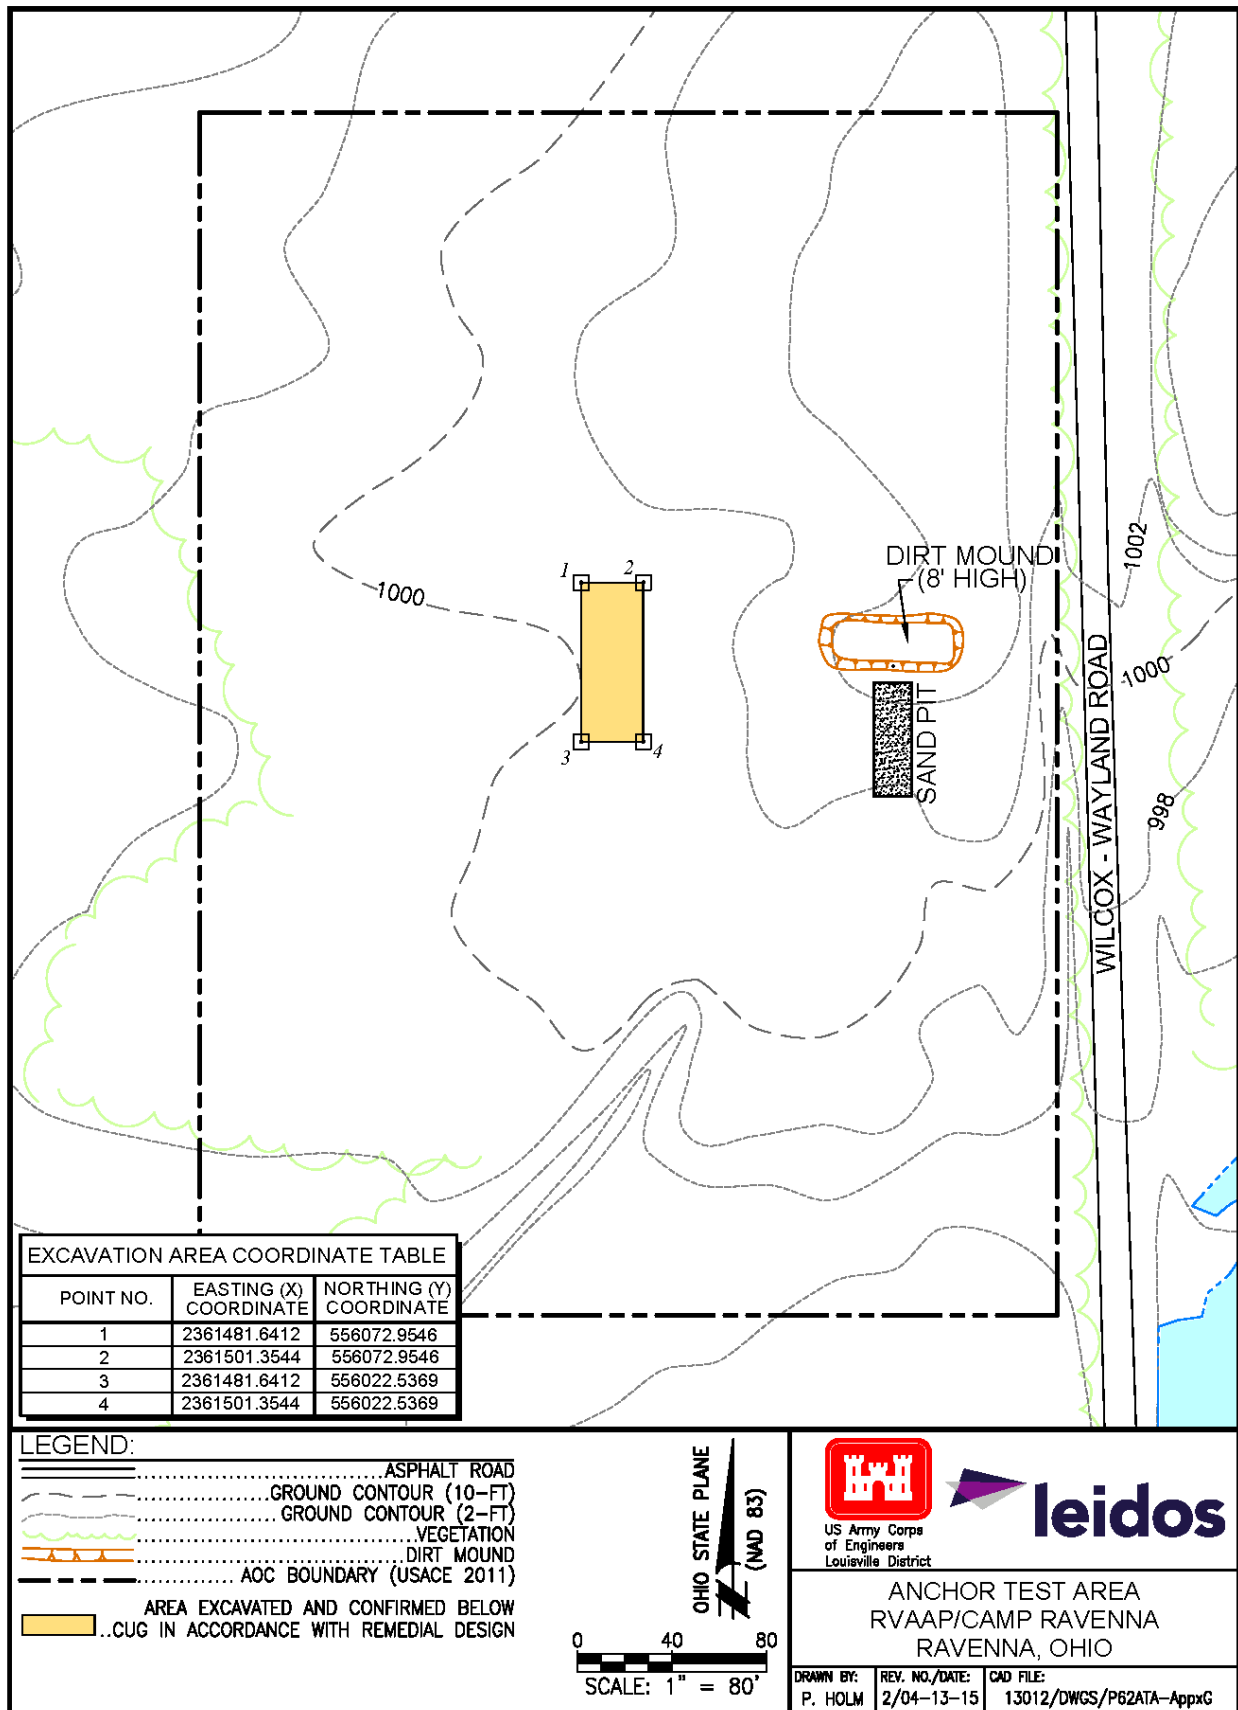 DIRT MOUND
(8' HIGH)
1002
1
2
1000
1000
WILCOX - WAYLAND ROAD
SAND PIT
3
4
998
EXCAVATION AREA COORDINATE TABLE
POINT NO. EASTING (X) COORDINATE NORTHING (Y) COORDINATE
1 2361481.6412 556072.9546
2 2361501.3544 556072.9546
3 2361481.6412 556022.5369
4 2361501.3544 556022.5369
LEGEND:
ASPHALT ROAD
GROUND CONTOUR (10-FT)
GROUND CONTOUR (2-FT)
VEGETATION
DIRT MOUND
AOC BOUNDARY (USACE 2011)
AREA EXCAVATED AND CONFIRMED BELOW
CUG IN ACCORDANCE WITH REMEDIAL DESIGN
OHIO STATE PLANE
(NAD 83)
0 40 80
SCALE: 1" = 80'
US Army Corps
of Engineers
Louisville District
leidos
ANCHOR TEST AREA
RVAAP/CAMP RAVENNA
RAVENNA, OHIO
DRAWN BY: REV. NO./DATE: CAD FILE:
P. HOLM 2/04-13-15 13012/DWGS/P62ATA-AppxG